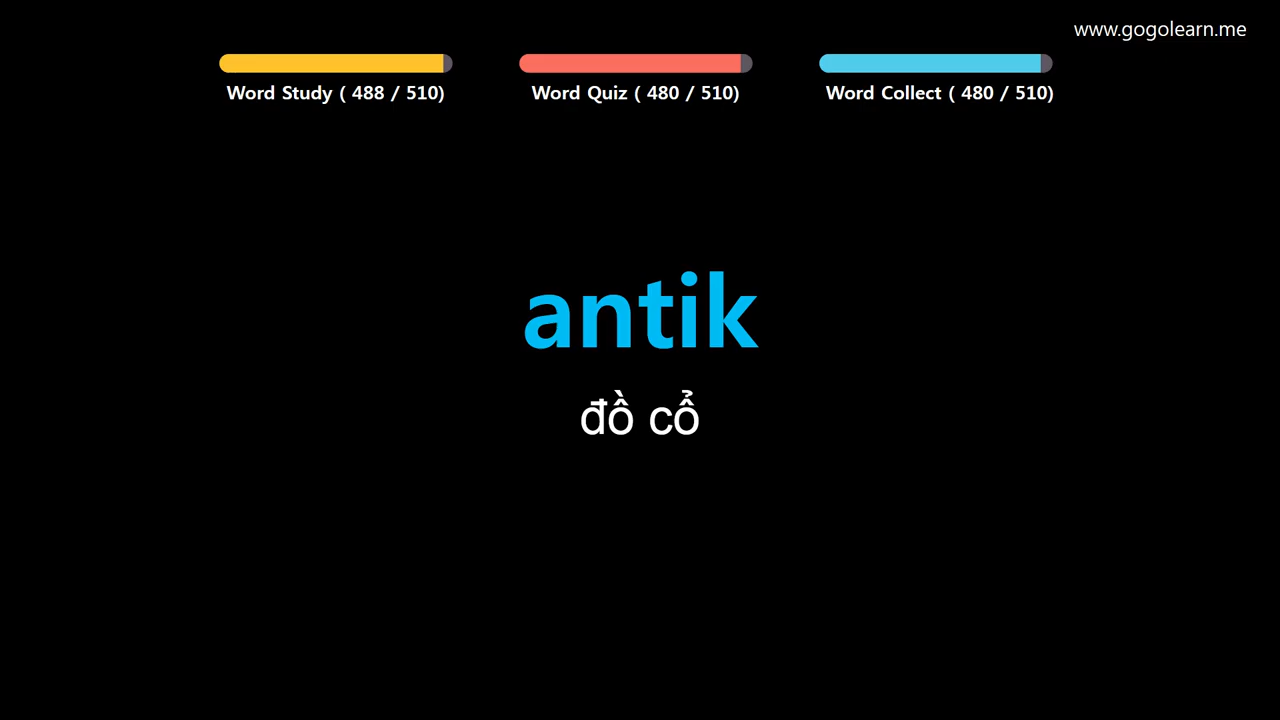 www.gogolearn.me
Word Study ( 488 / 510)
Word Quiz ( 480 / 510)
Word Collect ( 480 / 510)
antik
đồ cổ